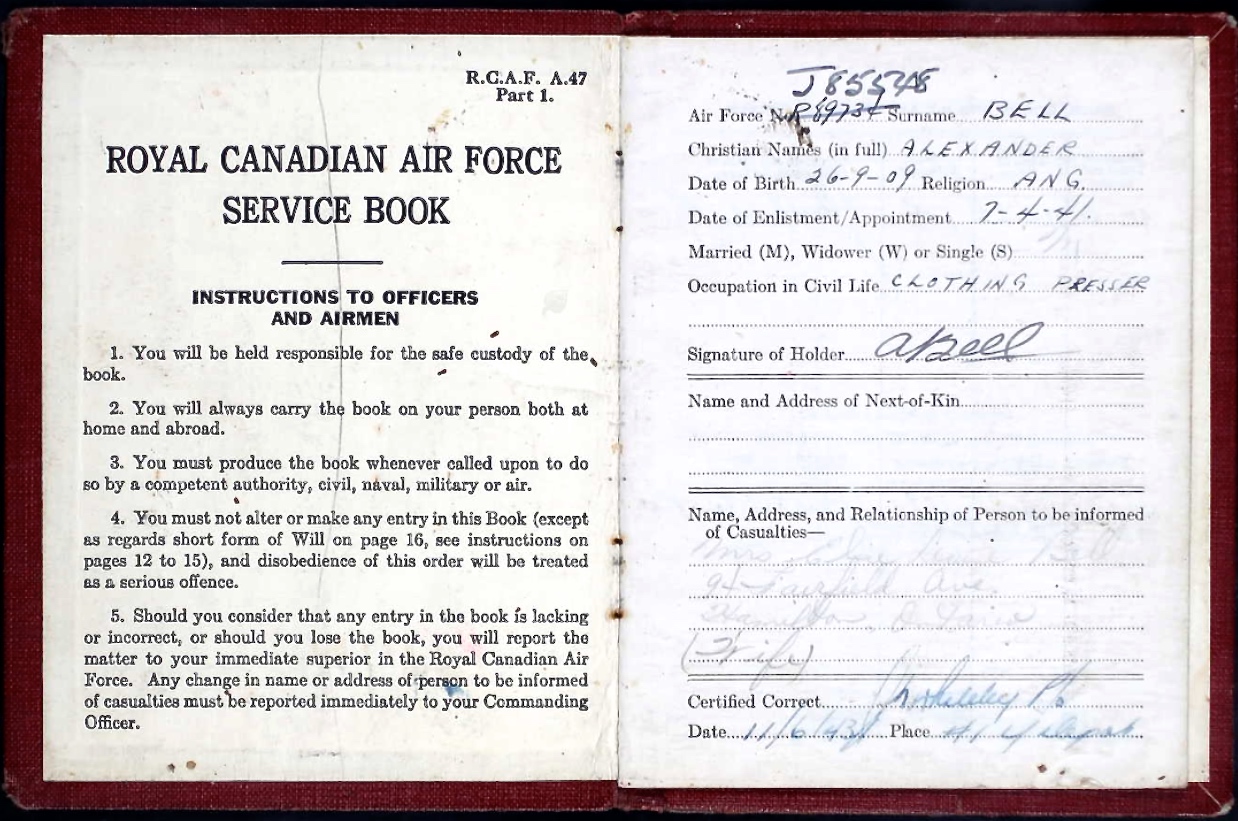 R.C.A.F. A.47
Part 1.
ROYAL CANADIAN AIR FORCE
SERVICE BOOK
INSTRUCTIONS TO OFFICERS
AND AIRMEN
1. You will be held responsible for the safe custody of the
book.
2. You will always carry the book on your person both at
home and abroad.
3. You must produce the book whenever called upon to do
so by a competent authority, civil, naval, military or air.
4. You must not alter or make any entry in this Book (except
as regards short form of Will on page 16, see instructions on
pages 12 to 15), and disobedience of this order will be treated
as a serious offence.
5. Should you consider that any entry in the book is lacking
or incorrect, or should you lose the book, you will report the
matter to your immediate superior in the Royal Canadian Air
Force. Any change in name or address of person to be informed
of casualties must be reported immediately to your Commanding
Officer.
J85548
Air Force No. Surname BELL
Christian Names (in full) ALEXANDER
Date of Birth 26-9-09 Religion ANG.
Date of Enlistment/Appointment 7-4-41.
Married (M), Widower (W) or Single (S)
Occupation in Civil Life CLOTHING PRESSER
Signature of Holder ABell
Name and Address of Next-of-Kin
Name, Address, and Relationship of Person to be informed
of Casualties—
Mrs Bell
Fairfield Ave.
Hamilton Ontario
(Wife)
Certified Correct
Date 11/6/43 Place